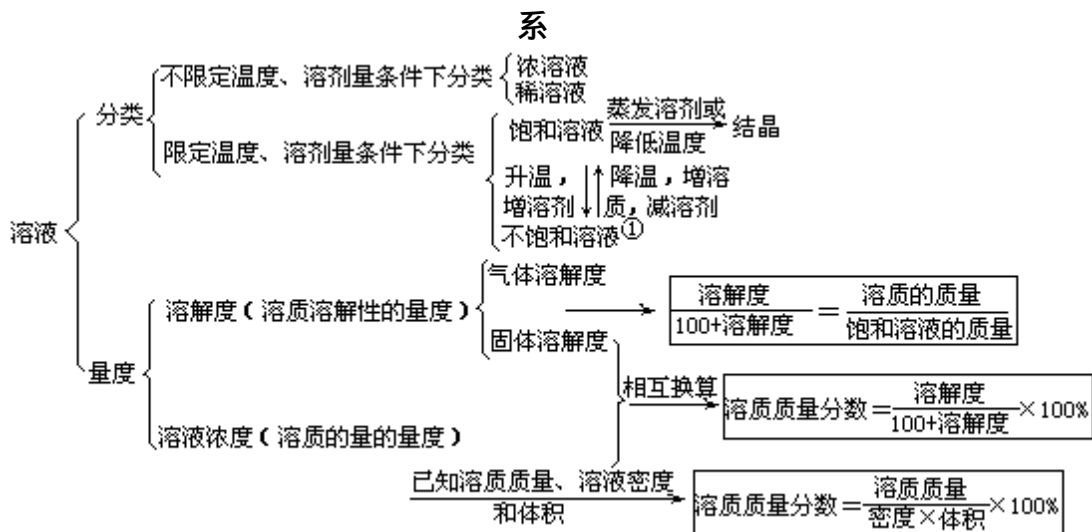 系
不限定温度、溶剂量条件下分类
浓溶液
稀溶液
分类
限定温度、溶剂量条件下分类
饱和溶液
蒸发溶剂或
降低温度
结晶
升温，
增溶剂
降温，增溶
质，减溶剂
不饱和溶液①
溶液
量度
溶解度(溶质溶解性的量度)
气体溶解度
固体溶解度
溶解度
100+溶解度
=
溶质的质量
饱和溶液的质量
相互换算
溶质质量分数=
溶解度
100+溶解度
×100%
溶液浓度(溶质的量的量度)
已知溶质质量、溶液密度
和体积
溶质质量分数=
溶质质量
密度×体积
×100%